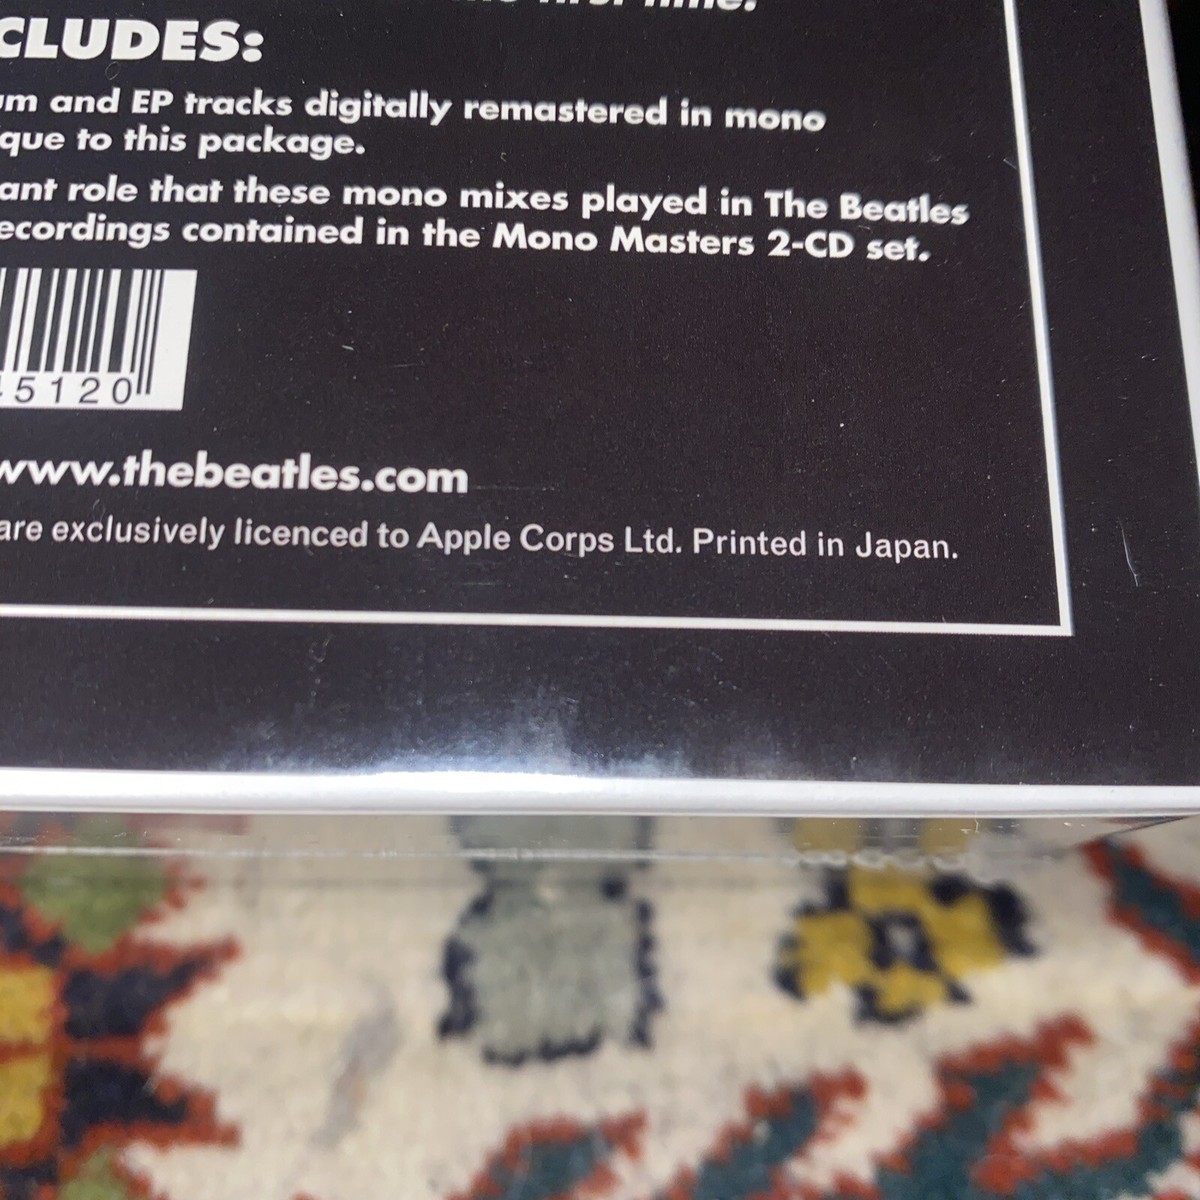 CLUDES:
um and EP tracks digitally remastered in mono
que to this package.
ant role that these mono mixes played in The Beatles
ecordings contained in the Mono Masters 2-CD set.
5120
www.thebeatles.com
are exclusively licenced to Apple Corps Ltd. Printed in Japan.